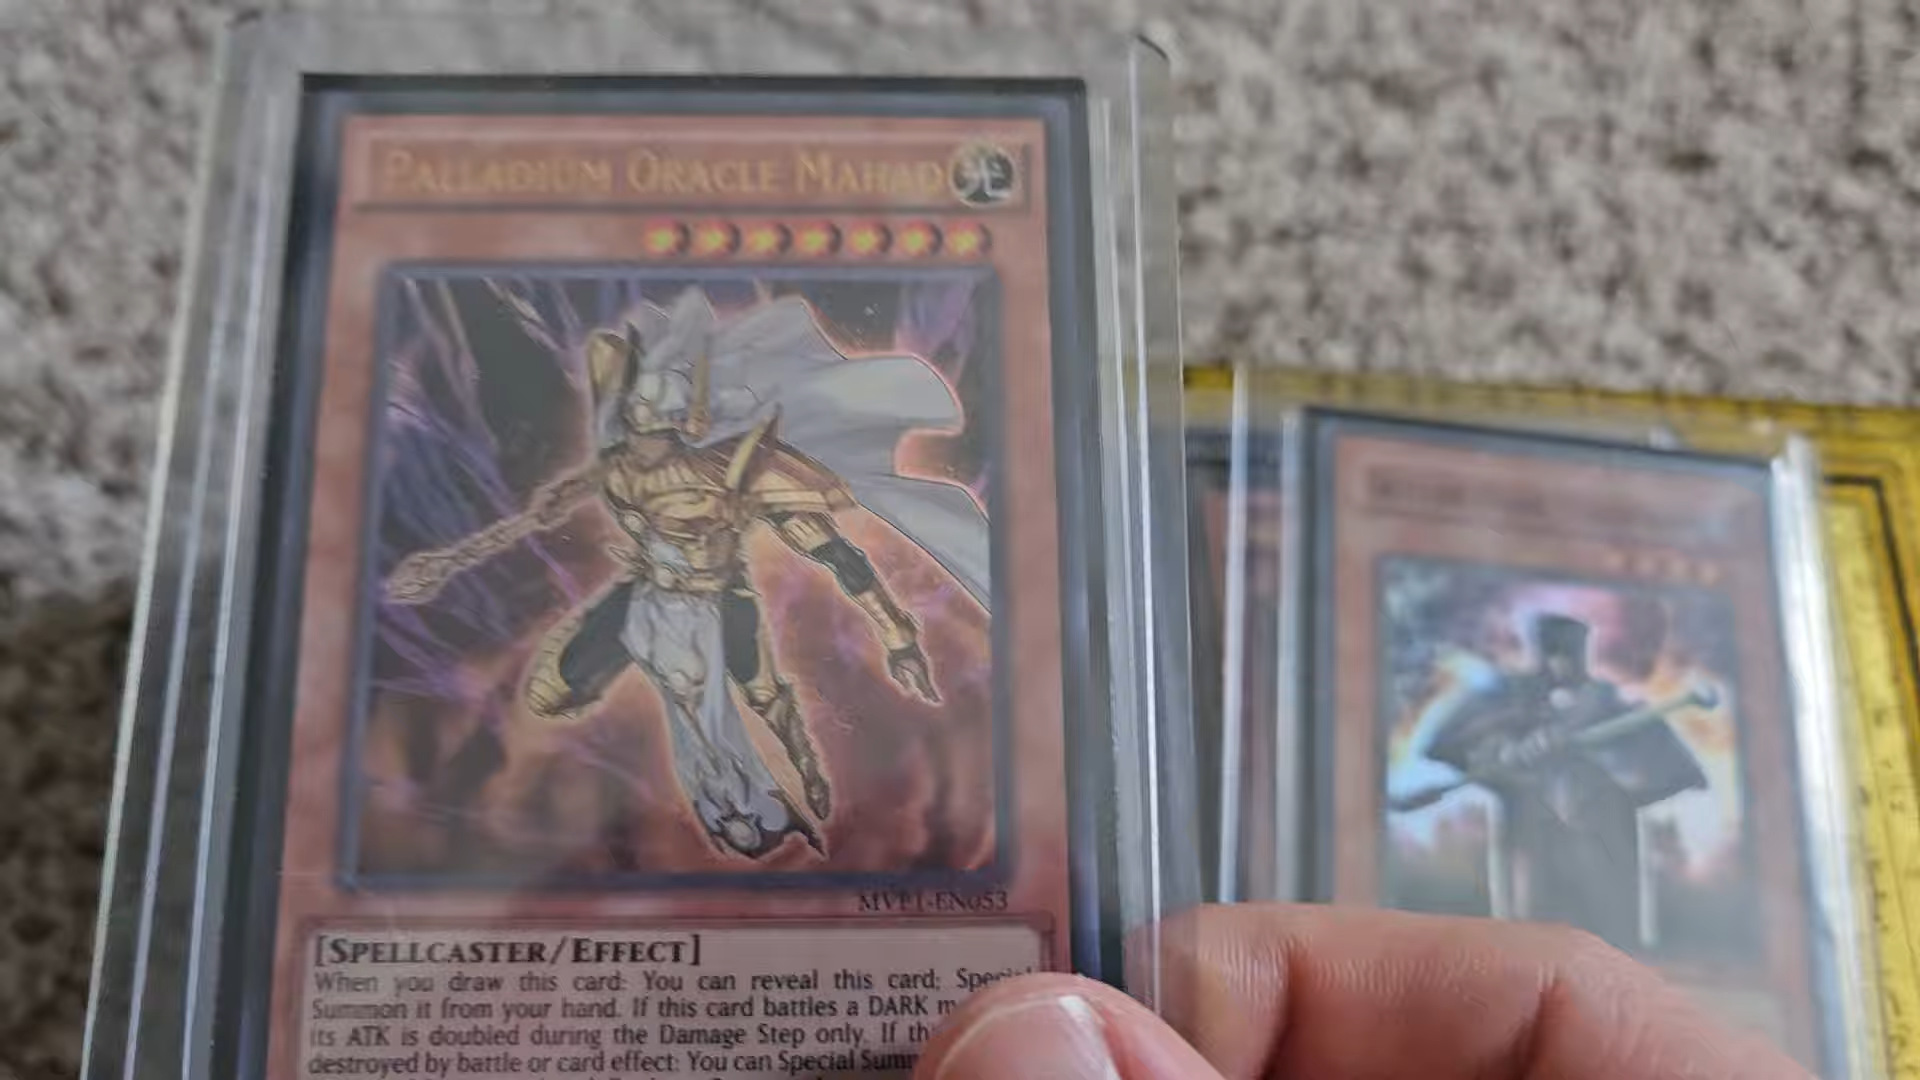 PALLADIUM ORACLE MAHAD
光
MVP1-EN053
[SPELLCASTER/EFFECT]
When you draw this card: You can reveal this card; Special
Summon it from your hand. If this card battles a DARK
its ATK is doubled during the Damage Step only. If
destroyed by battle or card effect: You can Special